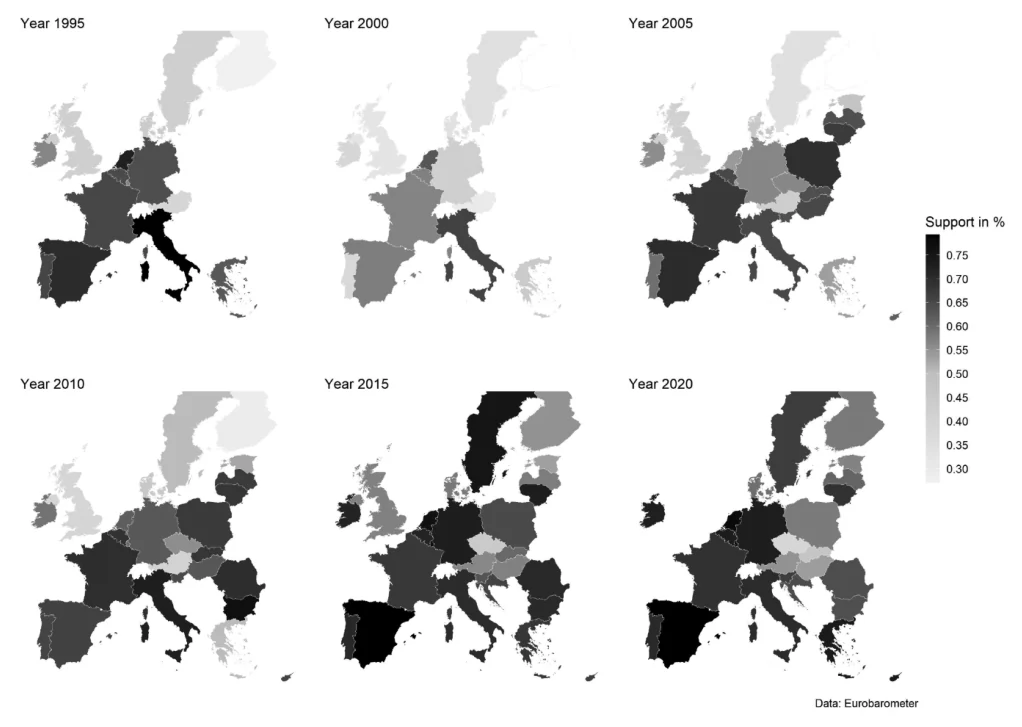 Year 1995
Year 2000
Year 2005
Support in %
0.75
0.70
0.65
0.60
0.55
0.50
0.45
0.40
0.35
0.30
Year 2010
Year 2015
Year 2020
Data: Eurobarometer